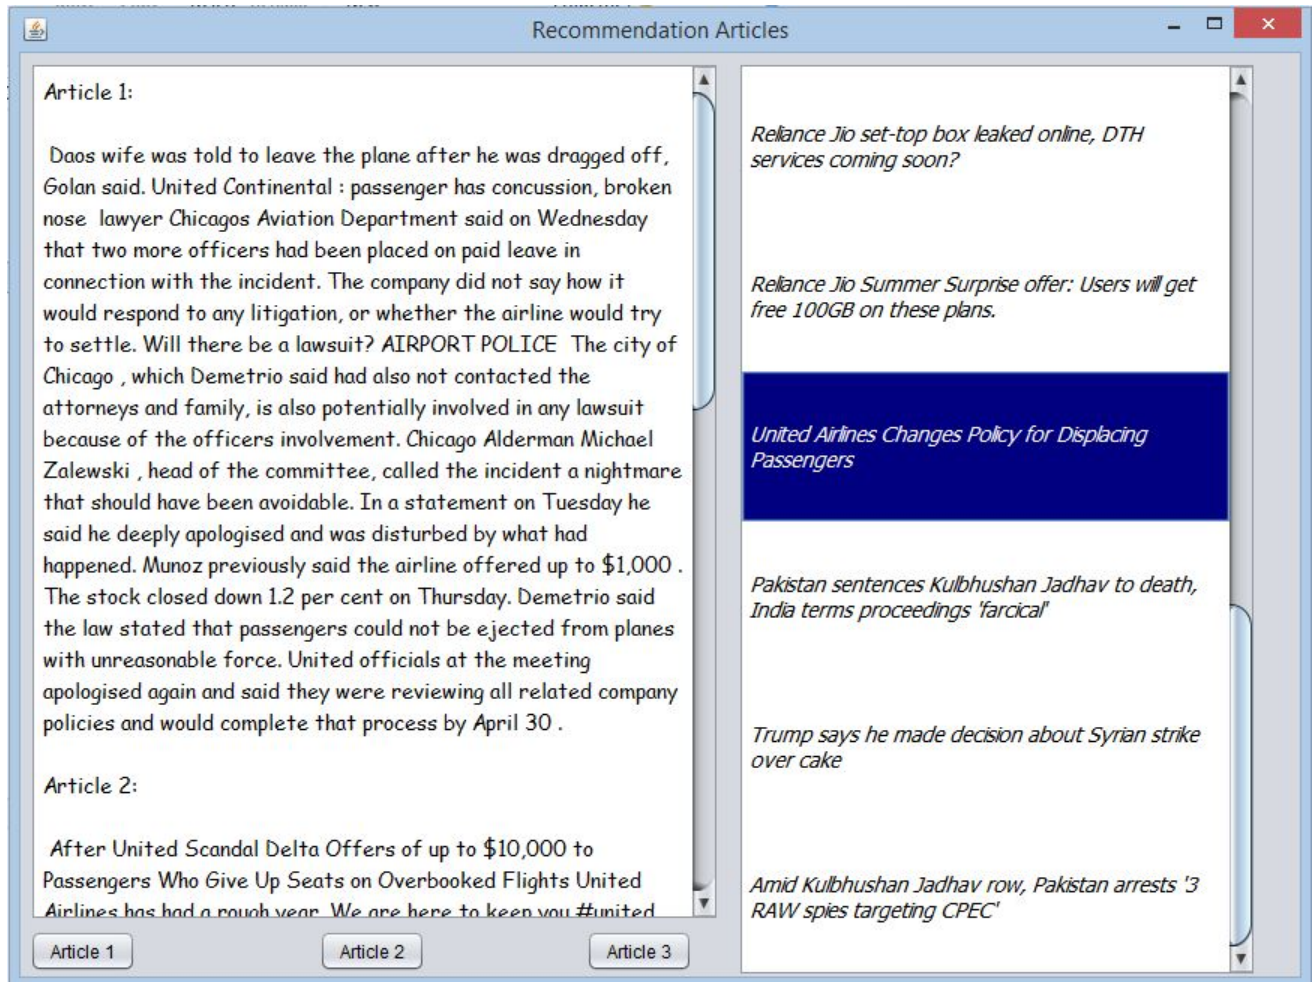 Recommendation Articles
Article 1:
Daos wife was told to leave the plane after he was dragged off,
Golan said. United Continental : passenger has concussion, broken
nose lawyer Chicagos Aviation Department said on Wednesday
that two more officers had been placed on paid leave in
connection with the incident. The company did not say how it
would respond to any litigation, or whether the airline would try
to settle. Will there be a lawsuit? AIRPORT POLICE The city of
Chicago , which Demetrio said had also not contacted the
attorneys and family, is also potentially involved in any lawsuit
because of the officers involvement. Chicago Alderman Michael
Zalewski , head of the committee, called the incident a nightmare
that should have been avoidable. In a statement on Tuesday he
said he deeply apologised and was disturbed by what had
happened. Munoz previously said the airline offered up to $1,000 .
The stock closed down 1.2 per cent on Thursday. Demetrio said
the law stated that passengers could not be ejected from planes
with unreasonable force. United officials at the meeting
apologised again and said they were reviewing all related company
policies and would complete that process by April 30 .
Article 2:
After United Scandal Delta Offers of up to $10,000 to
Passengers Who Give Up Seats on Overbooked Flights United
Airlines has had a rough year. We are here to keep you #united
Article 1
Article 2
Article 3
Reliance Jio set-top box leaked online, DTH
services coming soon?
Reliance Jio Summer Surprise offer: Users will get
free 100GB on these plans.
United Airlines Changes Policy for Displacing
Passengers
Pakistan sentences Kulbhushan Jadhav to death,
India terms proceedings 'farcical'
Trump says he made decision about Syrian strike
over cake
Amid Kulbhushan Jadhav row, Pakistan arrests '3
RAW spies targeting CPEC'